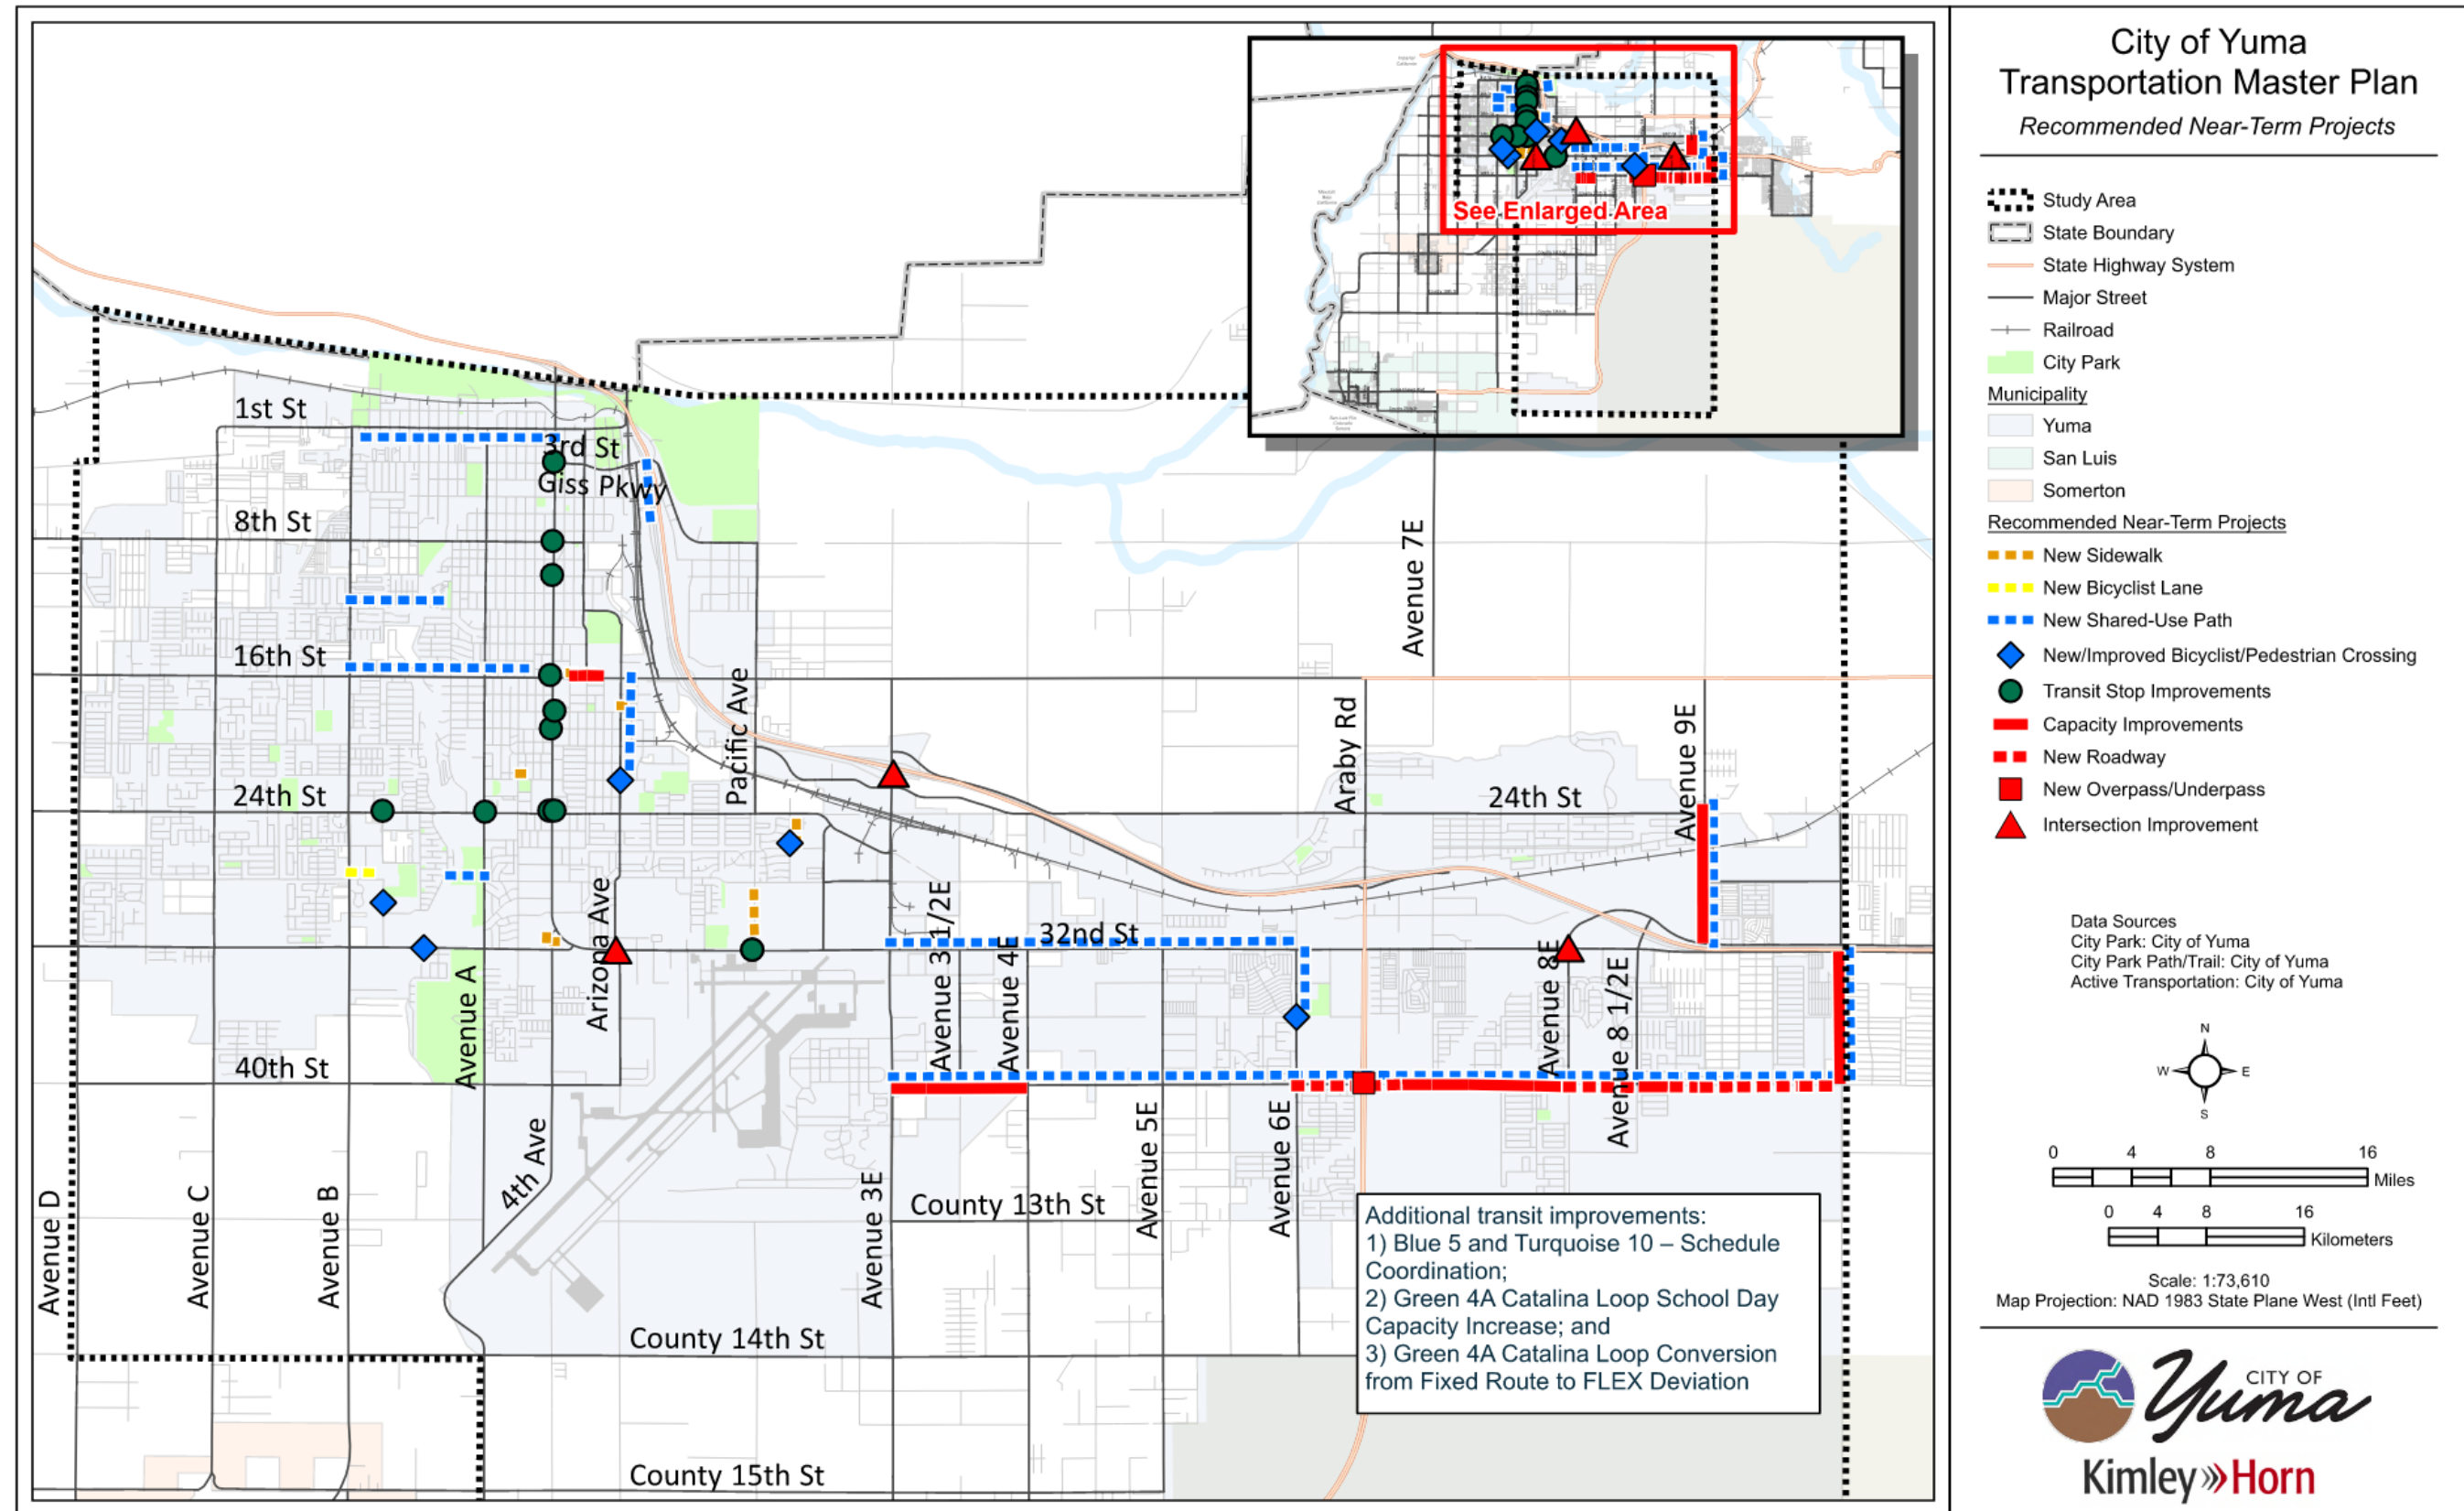 City of Yuma
Transportation Master Plan
Recommended Near-Term Projects
Study Area
State Boundary
State Highway System
Major Street
Railroad
City Park
Municipality
Yuma
San Luis
Somerton
Recommended Near-Term Projects
New Sidewalk
New Bicyclist Lane
New Shared-Use Path
New/Improved Bicyclist/Pedestrian Crossing
Transit Stop Improvements
Capacity Improvements
New Roadway
New Overpass/Underpass
Intersection Improvement
Data Sources
City Park: City of Yuma
City Park Path/Trail: City of Yuma
Active Transportation: City of Yuma
N
W
E
S
0 4 8 16
Miles
0 4 8 16
Kilometers
Scale: 1:73,610
Map Projection: NAD 1983 State Plane West (Intl Feet)
CITY OF
Yuma
Kimley»Horn
See Enlarged Area
1st St
3rd St
Giss Pkwy
8th St
16th St
24th St
24th St
32nd St
40th St
County 13th St
County 14th St
County 15th St
Avenue D
Avenue C
Avenue B
Avenue A
4th Ave
Arizona Ave
Pacific Ave
Avenue 3E
Avenue 3 1/2E
Avenue 4E
Avenue 5E
Avenue 6E
Araby Rd
Avenue 7E
Avenue 8E
Avenue 8 1/2E
Avenue 9E
Additional transit improvements:
1) Blue 5 and Turquoise 10 – Schedule
Coordination;
2) Green 4A Catalina Loop School Day
Capacity Increase; and
3) Green 4A Catalina Loop Conversion
from Fixed Route to FLEX Deviation